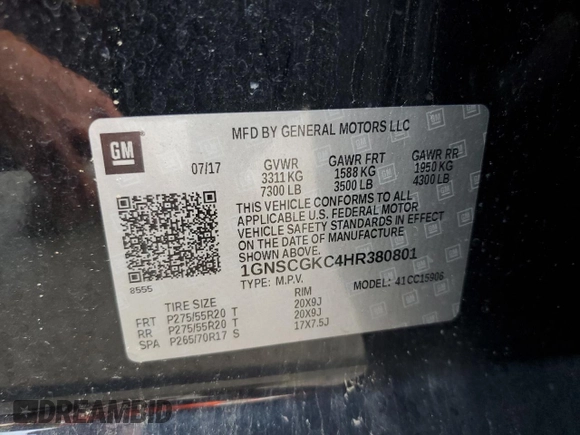 GM
MFD BY GENERAL MOTORS LLC
07/17 GVWR GAWR FRT GAWR RR
3311 KG 1588 KG 1950 KG
7300 LB 3500 LB 4300 LB
THIS VEHICLE CONFORMS TO ALL
APPLICABLE U.S. FEDERAL MOTOR
VEHICLE SAFETY STANDARDS IN EFFECT
ON THE DATE OF MANUFACTURE
SHOWN ABOVE.
1GNSCGKC4HR380801
8555 TYPE: M.P.V. MODEL: 41CC15906
TIRE SIZE RIM
FRT P275/55R20 T 20X9J
RR P275/55R20 T 20X9J
SPA P265/70R17 S 17X7.5J
DREAMBID